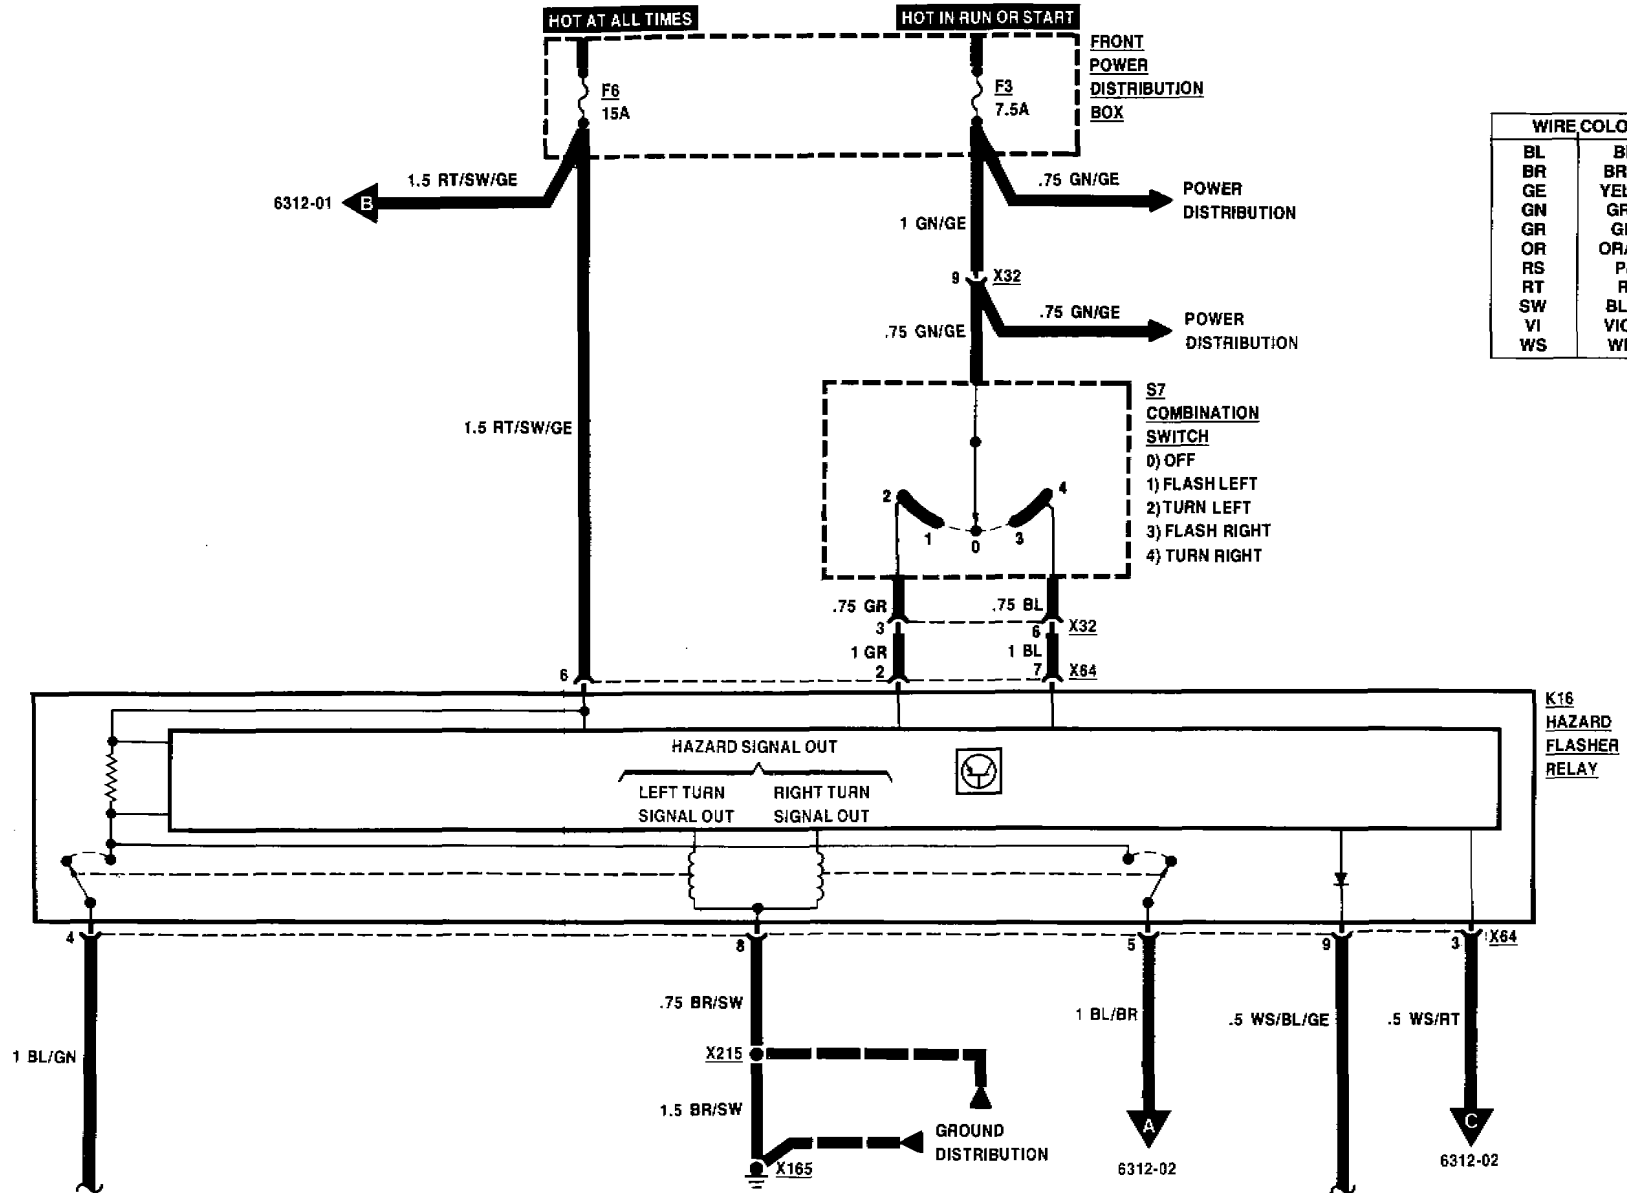 HOT AT ALL TIMES
HOT IN RUN OR START
FRONT
POWER
DISTRIBUTION
BOX
F6
15A
F3
7.5A
WIRE COLO
BL B
BR BR
GE YEL
GN GR
GR G
OR OR
RS P
RT R
SW BL
VI VIO
WS W
6312-01
B
1.5 RT/SW/GE
.75 GN/GE
POWER
DISTRIBUTION
1 GN/GE
9
X32
.75 GN/GE
.75 GN/GE
POWER
DISTRIBUTION
1.5 RT/SW/GE
S7
COMBINATION
SWITCH
0) OFF
1) FLASH LEFT
2) TURN LEFT
3) FLASH RIGHT
4) TURN RIGHT
2
4
1
0
3
.75 GR
.75 BL
3
6
X32
1 GR
1 BL
6
2
7
X64
K16
HAZARD
FLASHER
RELAY
HAZARD SIGNAL OUT
LEFT TURN
SIGNAL OUT
RIGHT TURN
SIGNAL OUT
4
8
5
9
3
X64
1 BL/GN
.75 BR/SW
1 BL/BR
.5 WS/BL/GE
.5 WS/RT
X215
1.5 BR/SW
GROUND
DISTRIBUTION
X165
A
6312-02
C
6312-02